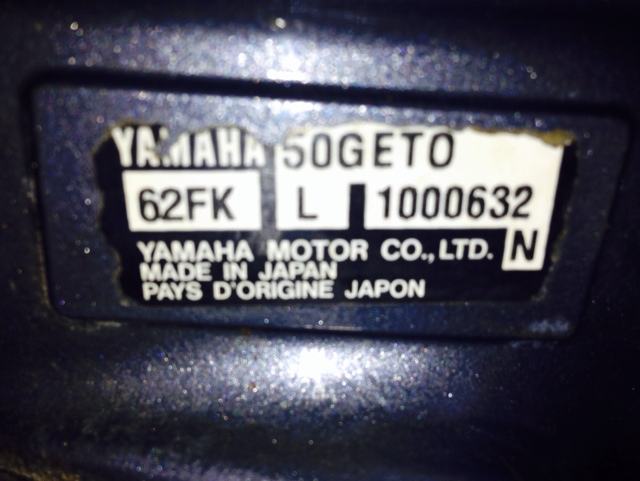 YAMAHA 50GETO
62FK L 1000632
YAMAHA MOTOR CO., LTD. N
MADE IN JAPAN
PAYS D'ORIGINE JAPON